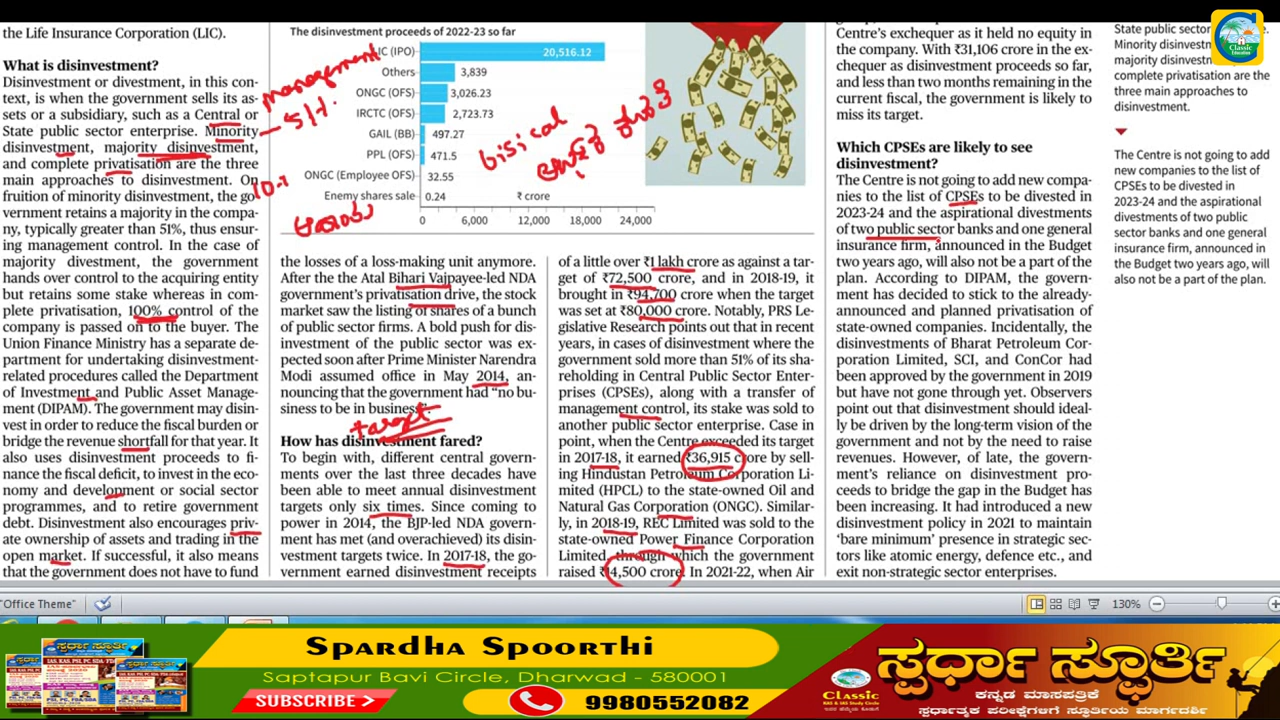 the Life Insurance Corporation (LIC).
What is disinvestment?
Disinvestment or divestment, in this con-
text, is when the government sells its as-
sets or a subsidiary, such as a Central or
State public sector enterprise. Minority
disinvestment, majority disinvestment,
and complete privatisation are the three
main approaches to disinvestment. On
fruition of minority disinvestment, the go
vernment retains a majority in the compa-
ny, typically greater than 51%, thus ensur-
ing management control. In the case of
majority divestment, the government
hands over control to the acquiring entity
but retains some stake whereas in com-
plete privatisation, 100% control of the
company is passed on to the buyer. The
Union Finance Ministry has a separate de-
partment for undertaking disinvestment-
related procedures called the Department
of Investment and Public Asset Manage-
ment (DIPAM). The government may disin-
vest in order to reduce the fiscal burden or
bridge the revenue shortfall for that year. It
also uses disinvestment proceeds to fi-
nance the fiscal deficit, to invest in the eco-
nomy and development or social sector
programmes, and to retire government
debt. Disinvestment also encourages priv-
ate ownership of assets and trading in the
open market. If successful, it also means
that the government does not have to fund
management
51%
The disinvestment proceeds of 2022-23 so far
LIC (IPO) 20,516.12
Others 3,839
ONGC (OFS) 3,026.23
IRCTC (OFS) 2,723.73
GAIL (BB) 497.27
PPL (OFS) 471.5
ONGC (Employee OFS) 32.55
Enemy shares sale 0.24 ₹ crore
0 6,000 12,000 18,000 24,000
bisical
the losses of a loss-making unit anymore.
After the the Atal Bihari Vajpayee-led NDA
government's privatisation drive, the stock
market saw the listing of shares of a bunch
of public sector firms. A bold push for dis-
investment of the public sector was ex-
pected soon after Prime Minister Narendra
Modi assumed office in May 2014, an-
nouncing that the government had "no bu-
siness to be in business".
target
How has disinvestment fared?
To begin with, different central govern-
ments over the last three decades have
been able to meet annual disinvestment
targets only six times. Since coming to
power in 2014, the BJP-led NDA govern-
ment has met (and overachieved) its disin-
vestment targets twice. In 2017-18, the go-
vernment earned disinvestment receipts
of a little over ₹1 lakh crore as against a tar-
get of ₹72,500 crore, and in 2018-19, it
brought in ₹94,700 crore when the target
was set at ₹80,000 crore. Notably, PRS Le-
gislative Research points out that in recent
years, in cases of disinvestment where the
government sold more than 51% of its sha-
reholding in Central Public Sector Enter-
prises (CPSEs), along with a transfer of
management control, its stake was sold to
another public sector enterprise. Case in
point, when the Centre exceeded its target
in 2017-18, it earned ₹36,915 crore by sel-
ling Hindustan Petroleum Corporation Li-
mited (HPCL) to the state-owned Oil and
Natural Gas Corporation (ONGC). Similar-
ly, in 2018-19, REC Limited was sold to the
state-owned Power Finance Corporation
Limited, through which the government
raised ₹14,500 crore. In 2021-22, when Air
Centre's exchequer as it held no equity in
the company. With ₹31,106 crore in the ex-
chequer as disinvestment proceeds so far,
and less than two months remaining in the
current fiscal, the government is likely to
miss its target.
Which CPSEs are likely to see
disinvestment?
The Centre is not going to add new compa-
nies to the list of CPSEs to be divested in
2023-24 and the aspirational divestments
of two public sector banks and one general
insurance firm, announced in the Budget
two years ago, will also not be a part of the
plan. According to DIPAM, the govern-
ment has decided to stick to the already-
announced and planned privatisation of
state-owned companies. Incidentally, the
disinvestments of Bharat Petroleum Cor-
poration Limited, SCI, and ConCor had
been approved by the government in 2019
but have not gone through yet. Observers
point out that disinvestment should ideal-
ly be driven by the long-term vision of the
government and not by the need to raise
revenues. However, of late, the govern-
ment's reliance on disinvestment pro-
ceeds to bridge the gap in the Budget has
been increasing. It had introduced a new
disinvestment policy in 2021 to maintain
'bare minimum' presence in strategic sec-
tors like atomic energy, defence etc., and
exit non-strategic sector enterprises.
State public sector
Minority disinvestm
majority disinvestm
complete privatisation are the
three main approaches to
disinvestment.
The Centre is not going to add
new companies to the list of
CPSEs to be divested in
2023-24 and the aspirational
divestments of two public
sector banks and one general
insurance firm, announced in
the Budget two years ago, will
also not be a part of the plan.
Classic
Education
"Office Theme"
130%
Spardha Spoorthi
Saptapur Bavi Circle, Dharwad - 580001
SUBSCRIBE
9980552082
Classic
KAS & IAS Study Circle
ಸ್ಪರ್ಧಾ ಸ್ಫೂರ್ತಿ
ಕನ್ನಡ ಮಾಸಪತ್ರಿಕೆ
ಸ್ಪರ್ಧಾತ್ಮಕ ಪರೀಕ್ಷೆಗಳಿಗೆ ಸ್ಫೂರ್ತಿಯ ಮಾರ್ಗದರ್ಶಿ